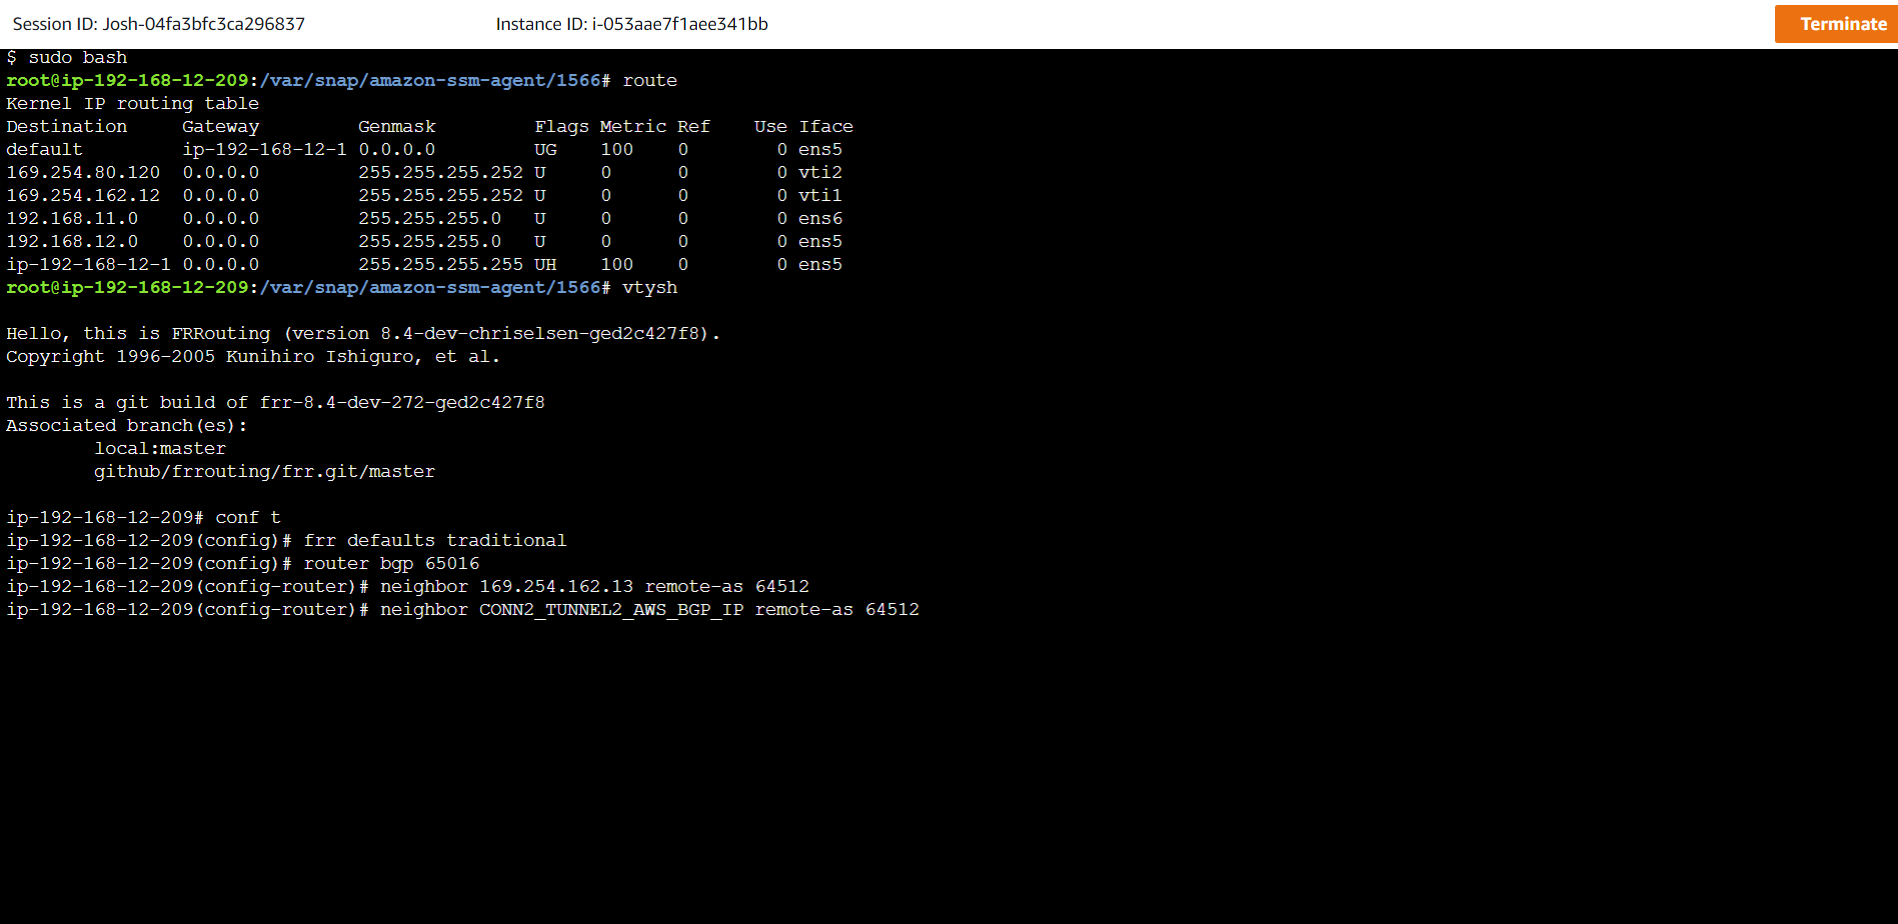 Session ID: Josh-04fa3bfc3ca296837 Instance ID: i-053aae7f1aee341bb Terminate
$ sudo bash
root@ip-192-168-12-209:/var/snap/amazon-ssm-agent/1566# route
Kernel IP routing table
Destination     Gateway         Genmask         Flags Metric Ref    Use Iface
default         ip-192-168-12-1 0.0.0.0         UG    100    0        0 ens5
169.254.80.120  0.0.0.0         255.255.255.252 U     0      0        0 vti2
169.254.162.12  0.0.0.0         255.255.255.252 U     0      0        0 vti1
192.168.11.0    0.0.0.0         255.255.255.0   U     0      0        0 ens6
192.168.12.0    0.0.0.0         255.255.255.0   U     0      0        0 ens5
ip-192-168-12-1 0.0.0.0         255.255.255.255 UH    100    0        0 ens5
root@ip-192-168-12-209:/var/snap/amazon-ssm-agent/1566# vtysh
Hello, this is FRRouting (version 8.4-dev-chriselsen-ged2c427f8).
Copyright 1996-2005 Kunihiro Ishiguro, et al.
This is a git build of frr-8.4-dev-272-ged2c427f8
Associated branch(es):
        local:master
        github/frrouting/frr.git/master
ip-192-168-12-209# conf t
ip-192-168-12-209(config)# frr defaults traditional
ip-192-168-12-209(config)# router bgp 65016
ip-192-168-12-209(config-router)# neighbor 169.254.162.13 remote-as 64512
ip-192-168-12-209(config-router)# neighbor CONN2_TUNNEL2_AWS_BGP_IP remote-as 64512